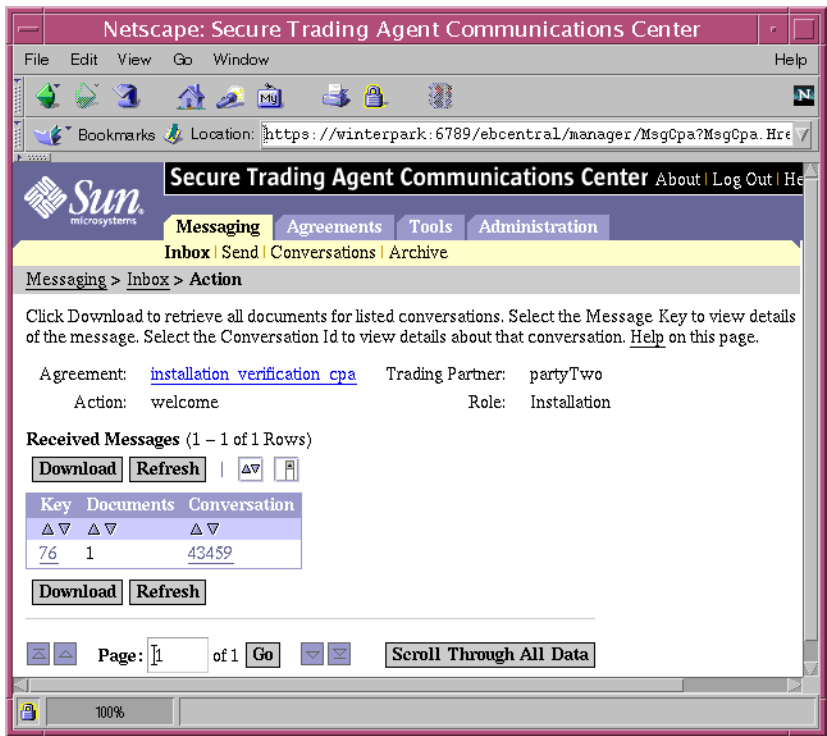 Netscape: Secure Trading Agent Communications Center
File Edit View Go Window Help
My
N
Bookmarks Location: https://winterpark:6789/ebcentral/manager/MsgCpa?MsgCpa.Hre
Sun microsystems
Secure Trading Agent Communications Center About | Log Out | He
Messaging Agreements Tools Administration
Inbox | Send | Conversations | Archive
Messaging > Inbox > Action
Click Download to retrieve all documents for listed conversations. Select the Message Key to view details
of the message. Select the Conversation Id to view details about that conversation. Help on this page.
Agreement: installation_verification_cpa Trading Partner: partyTwo
Action: welcome Role: Installation
Received Messages (1 – 1 of 1 Rows)
Download Refresh |
Key Documents Conversation
76 1 43459
Download Refresh
Page: 1 of 1 Go Scroll Through All Data
100%